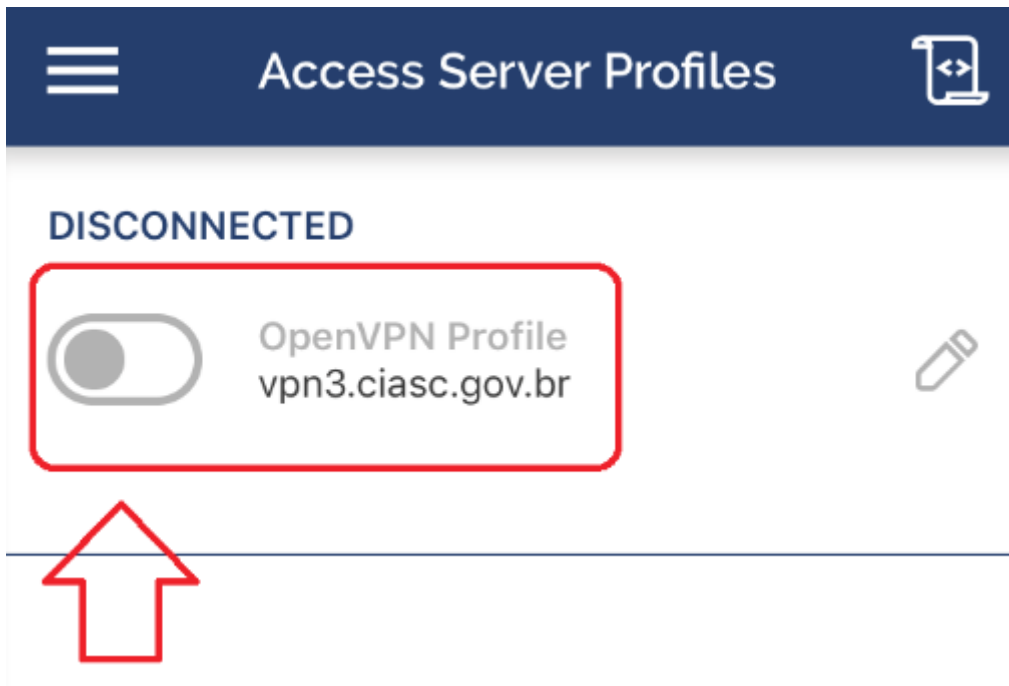 Access Server Profiles
DISCONNECTED
OpenVPN Profile
vpn3.ciasc.gov.br